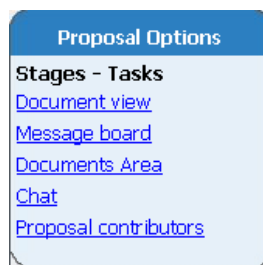 Proposal Options
Stages - Tasks
Document view
Message board
Documents Area
Chat
Proposal contributors